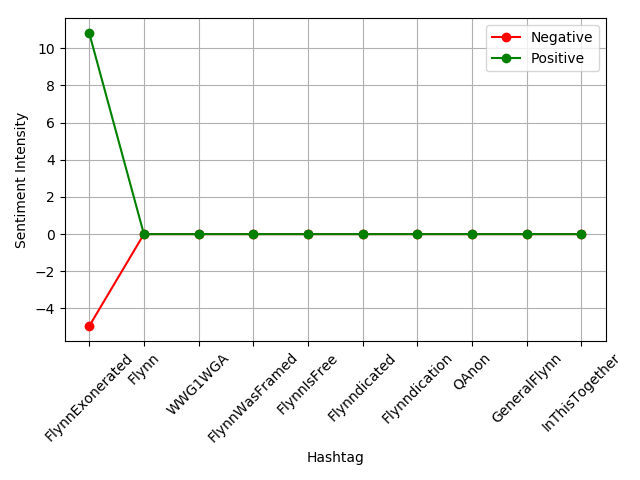 Negative
Positive
10
8
6
4
2
0
−2
−4
Sentiment Intensity
FlynnExonerated
Flynn
WWG1WGA
FlynnWasFramed
FlynnIsFree
Flynndicated
Flynndication
QAnon
GeneralFlynn
InThisTogether
Hashtag